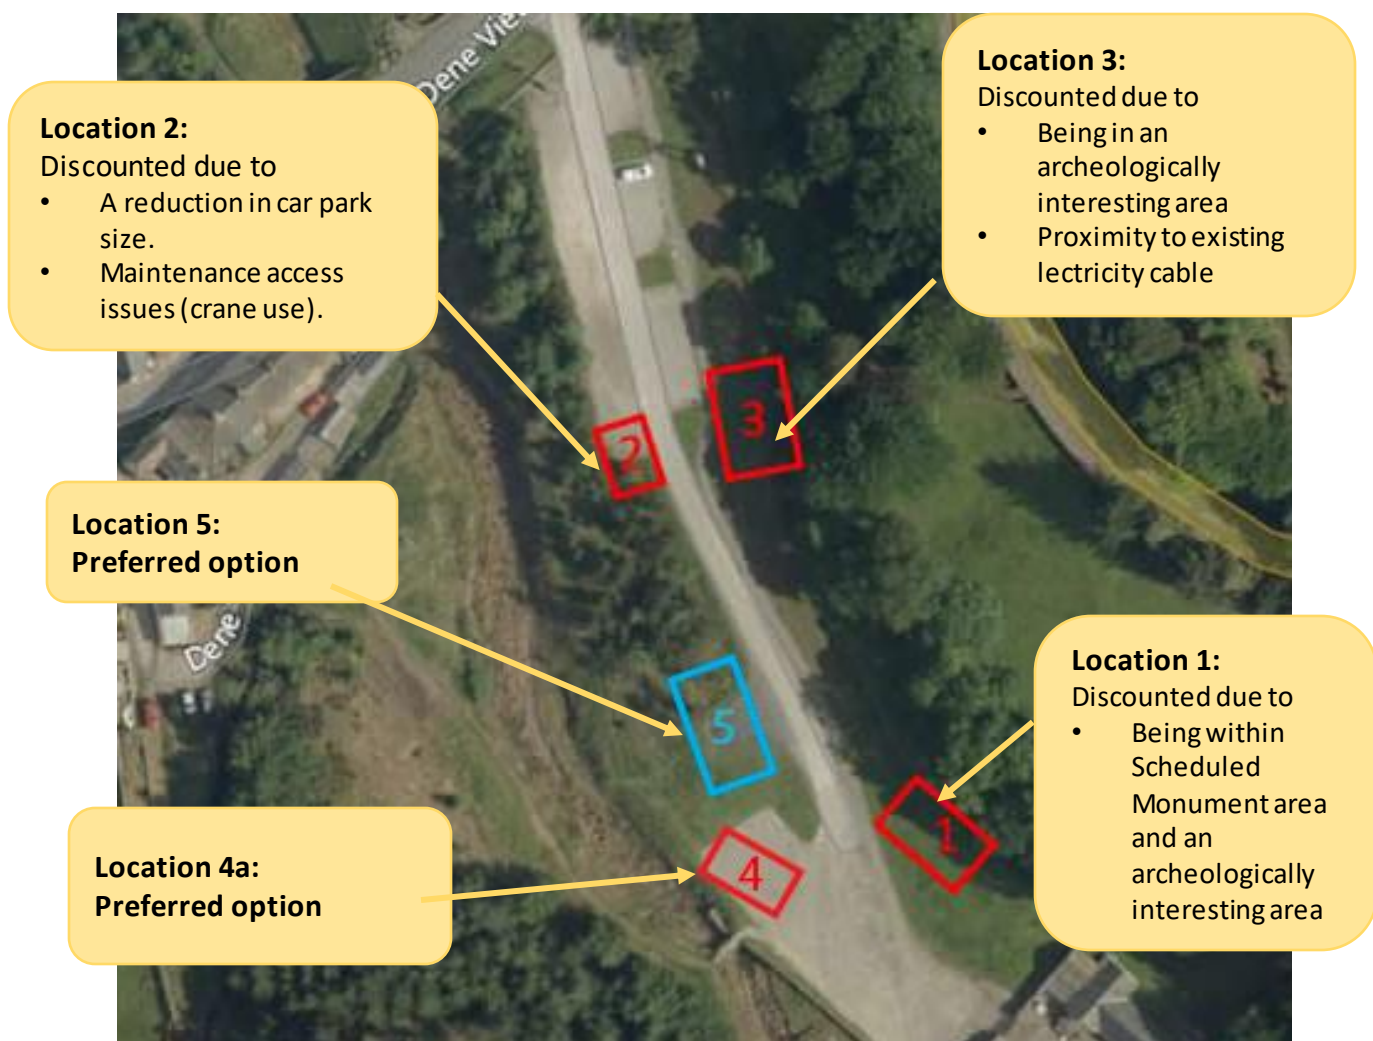 Dene View
Location 2:
Discounted due to
• A reduction in car park
size.
• Maintenance access
issues (crane use).
Location 3:
Discounted due to
• Being in an
archeologically
interesting area
• Proximity to existing
lectricity cable
3
2
Location 5:
Preferred option
Dene
5
Location 1:
Discounted due to
• Being within
Scheduled
Monument area
and an
archeologically
interesting area
1
4
Location 4a:
Preferred option